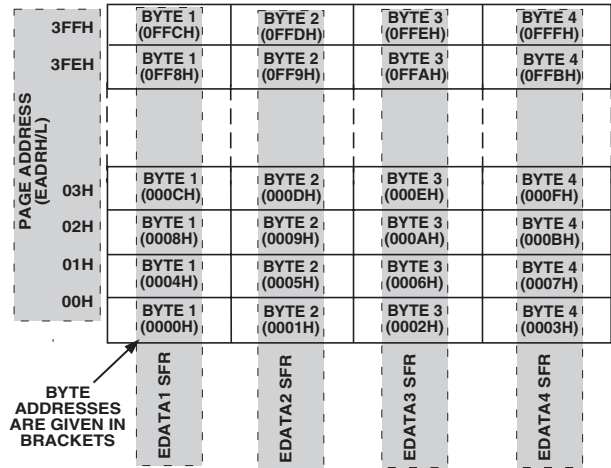 3FFH
BYTE 1 BYTE 2 BYTE 3 BYTE 4
(0FFCH) (0FFDH) (0FFEH) (0FFFH)
3FEH
BYTE 1 BYTE 2 BYTE 3 BYTE 4
(0FF8H) (0FF9H) (0FFAH) (0FFBH)
PAGE ADDRESS
(EADRH/L)
03H
BYTE 1 BYTE 2 BYTE 3 BYTE 4
(000CH) (000DH) (000EH) (000FH)
02H
BYTE 1 BYTE 2 BYTE 3 BYTE 4
(0008H) (0009H) (000AH) (000BH)
01H
BYTE 1 BYTE 2 BYTE 3 BYTE 4
(0004H) (0005H) (0006H) (0007H)
00H
BYTE 1 BYTE 2 BYTE 3 BYTE 4
(0000H) (0001H) (0002H) (0003H)
BYTE
ADDRESSES
ARE GIVEN IN
BRACKETS
EDATA1 SFR
EDATA2 SFR
EDATA3 SFR
EDATA4 SFR